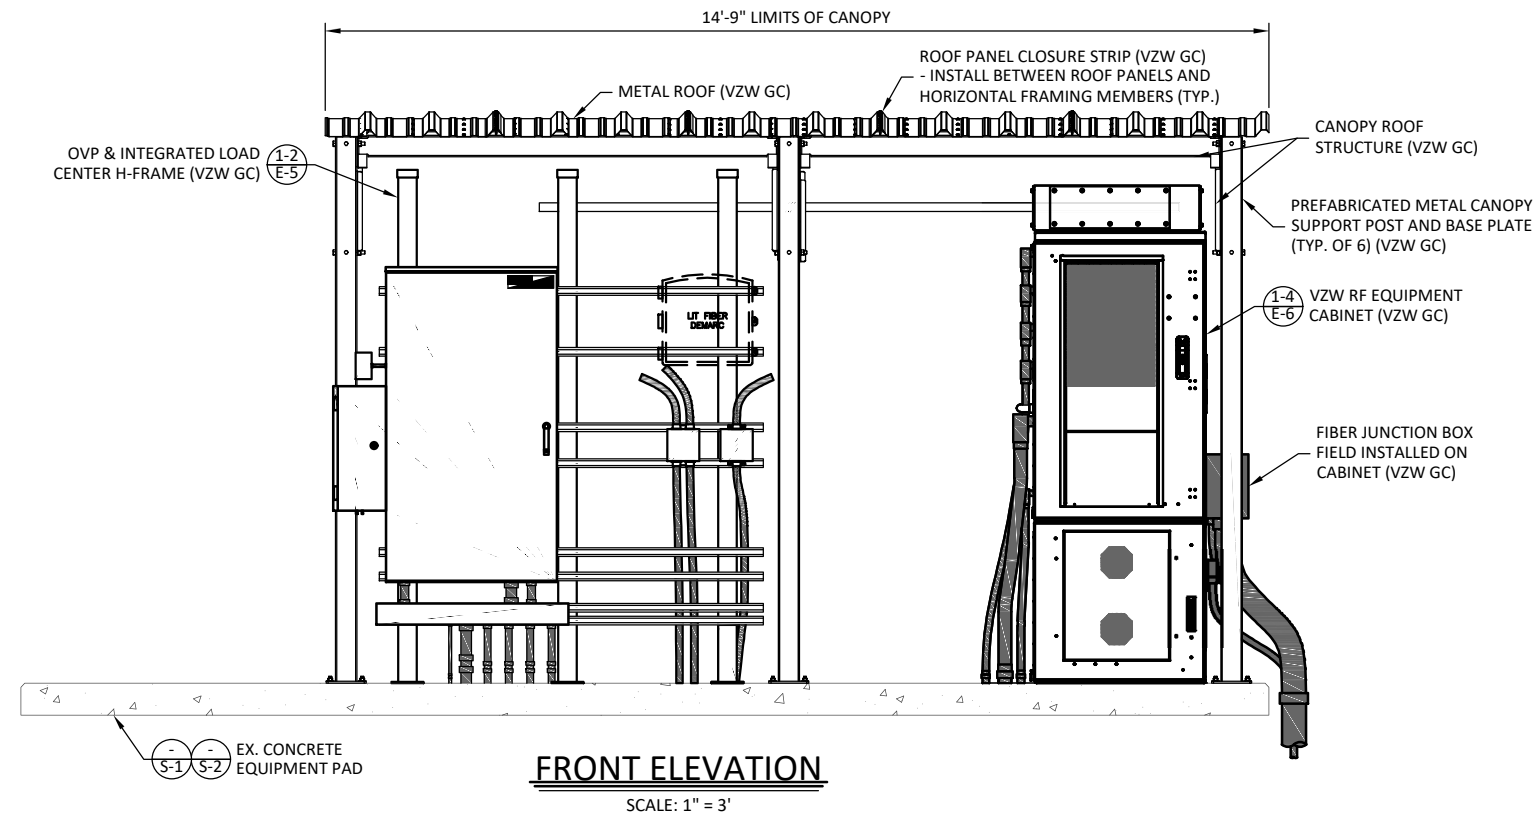 14'-9" LIMITS OF CANOPY
ROOF PANEL CLOSURE STRIP (VZW GC)
- INSTALL BETWEEN ROOF PANELS AND
HORIZONTAL FRAMING MEMBERS (TYP.)
METAL ROOF (VZW GC)
CANOPY ROOF
STRUCTURE (VZW GC)
OVP & INTEGRATED LOAD
CENTER H-FRAME (VZW GC)
1-2
E-5
PREFABRICATED METAL CANOPY
SUPPORT POST AND BASE PLATE
(TYP. OF 6) (VZW GC)
1-4
E-6
VZW RF EQUIPMENT
CABINET (VZW GC)
LIT FIBER
DEMARC
FIBER JUNCTION BOX
FIELD INSTALLED ON
CABINET (VZW GC)
-
S-1
-
S-2
EX. CONCRETE
EQUIPMENT PAD
FRONT ELEVATION
SCALE: 1" = 3'